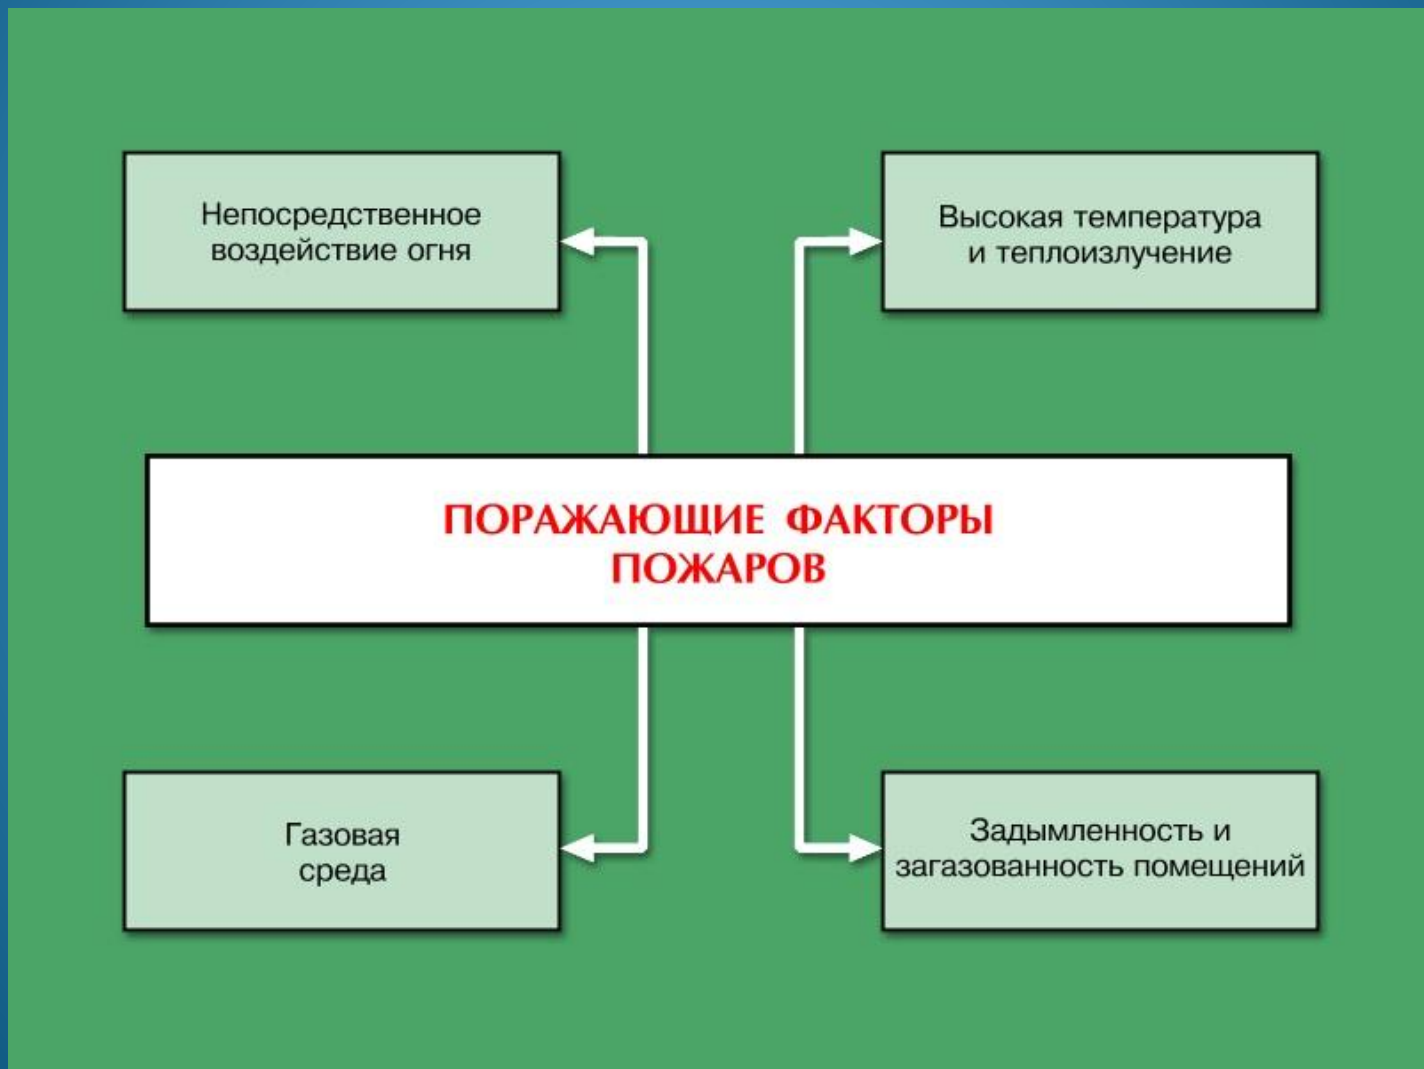 Непосредственное
воздействие огня
Высокая температура
и теплоизлучение
ПОРАЖАЮЩИЕ ФАКТОРЫ
ПОЖАРОВ
Газовая
среда
Задымленность и
загазованность помещений